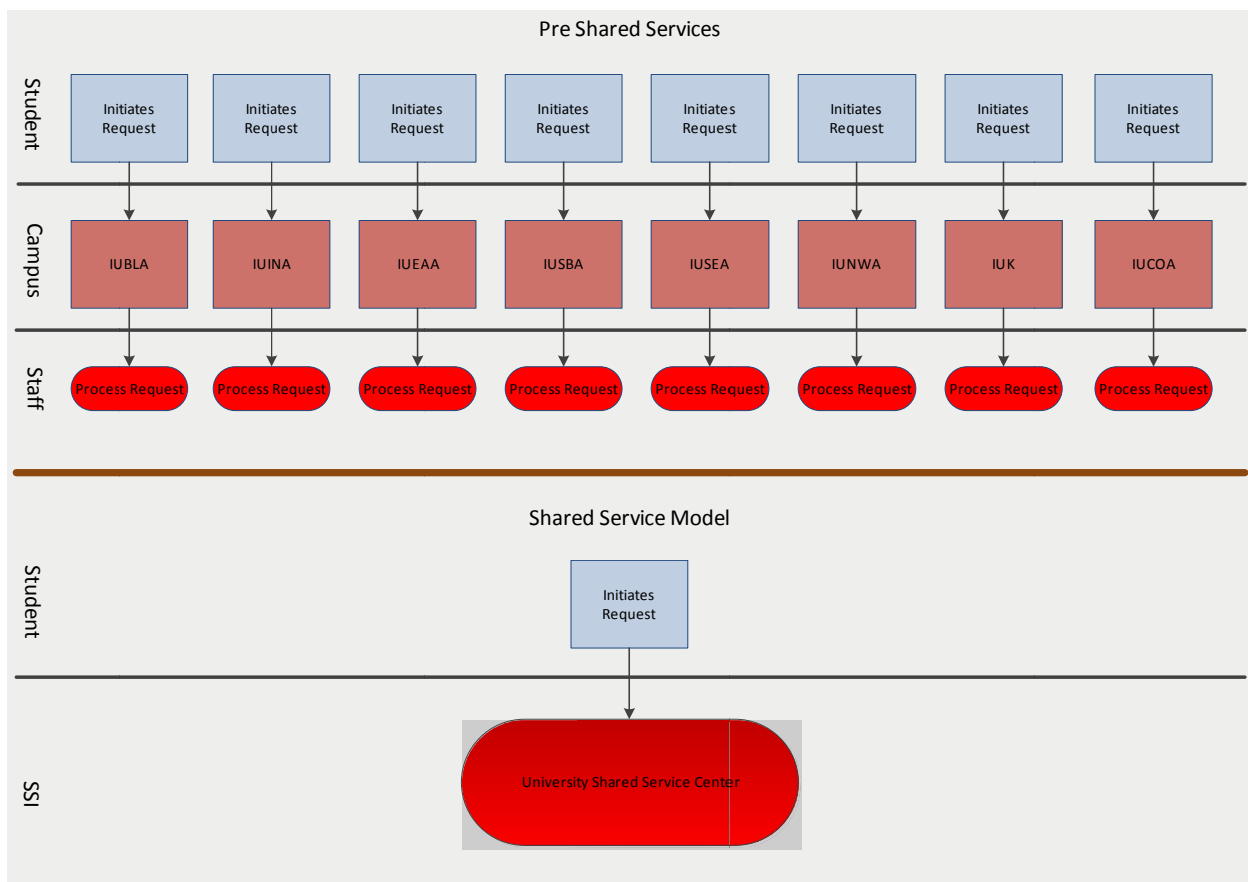 Pre Shared Services
Student
Initiates
Request
Initiates
Request
Initiates
Request
Initiates
Request
Initiates
Request
Initiates
Request
Initiates
Request
Initiates
Request
Campus
IUBLA
IUINA
IUEAA
IUSBA
IUSEA
IUNWA
IUK
IUCOA
Staff
Process Request
Process Request
Process Request
Process Request
Process Request
Process Request
Process Request
Process Request
Shared Service Model
Student
Initiates
Request
SSI
University Shared Service Center